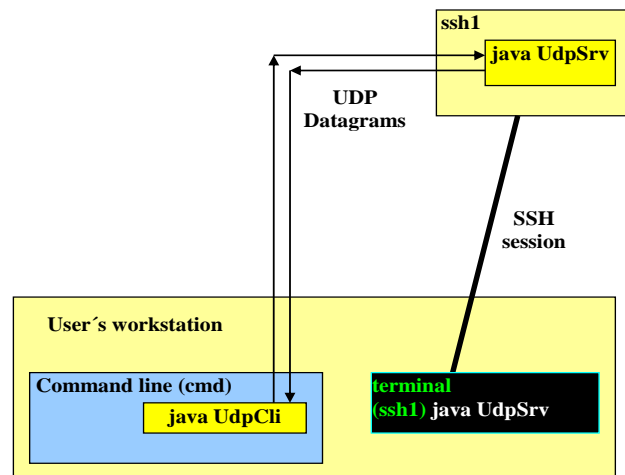 ssh1
java UdpSrv
UDP
Datagrams
SSH
session
User´s workstation
Command line (cmd)
java UdpCli
terminal
(ssh1) java UdpSrv